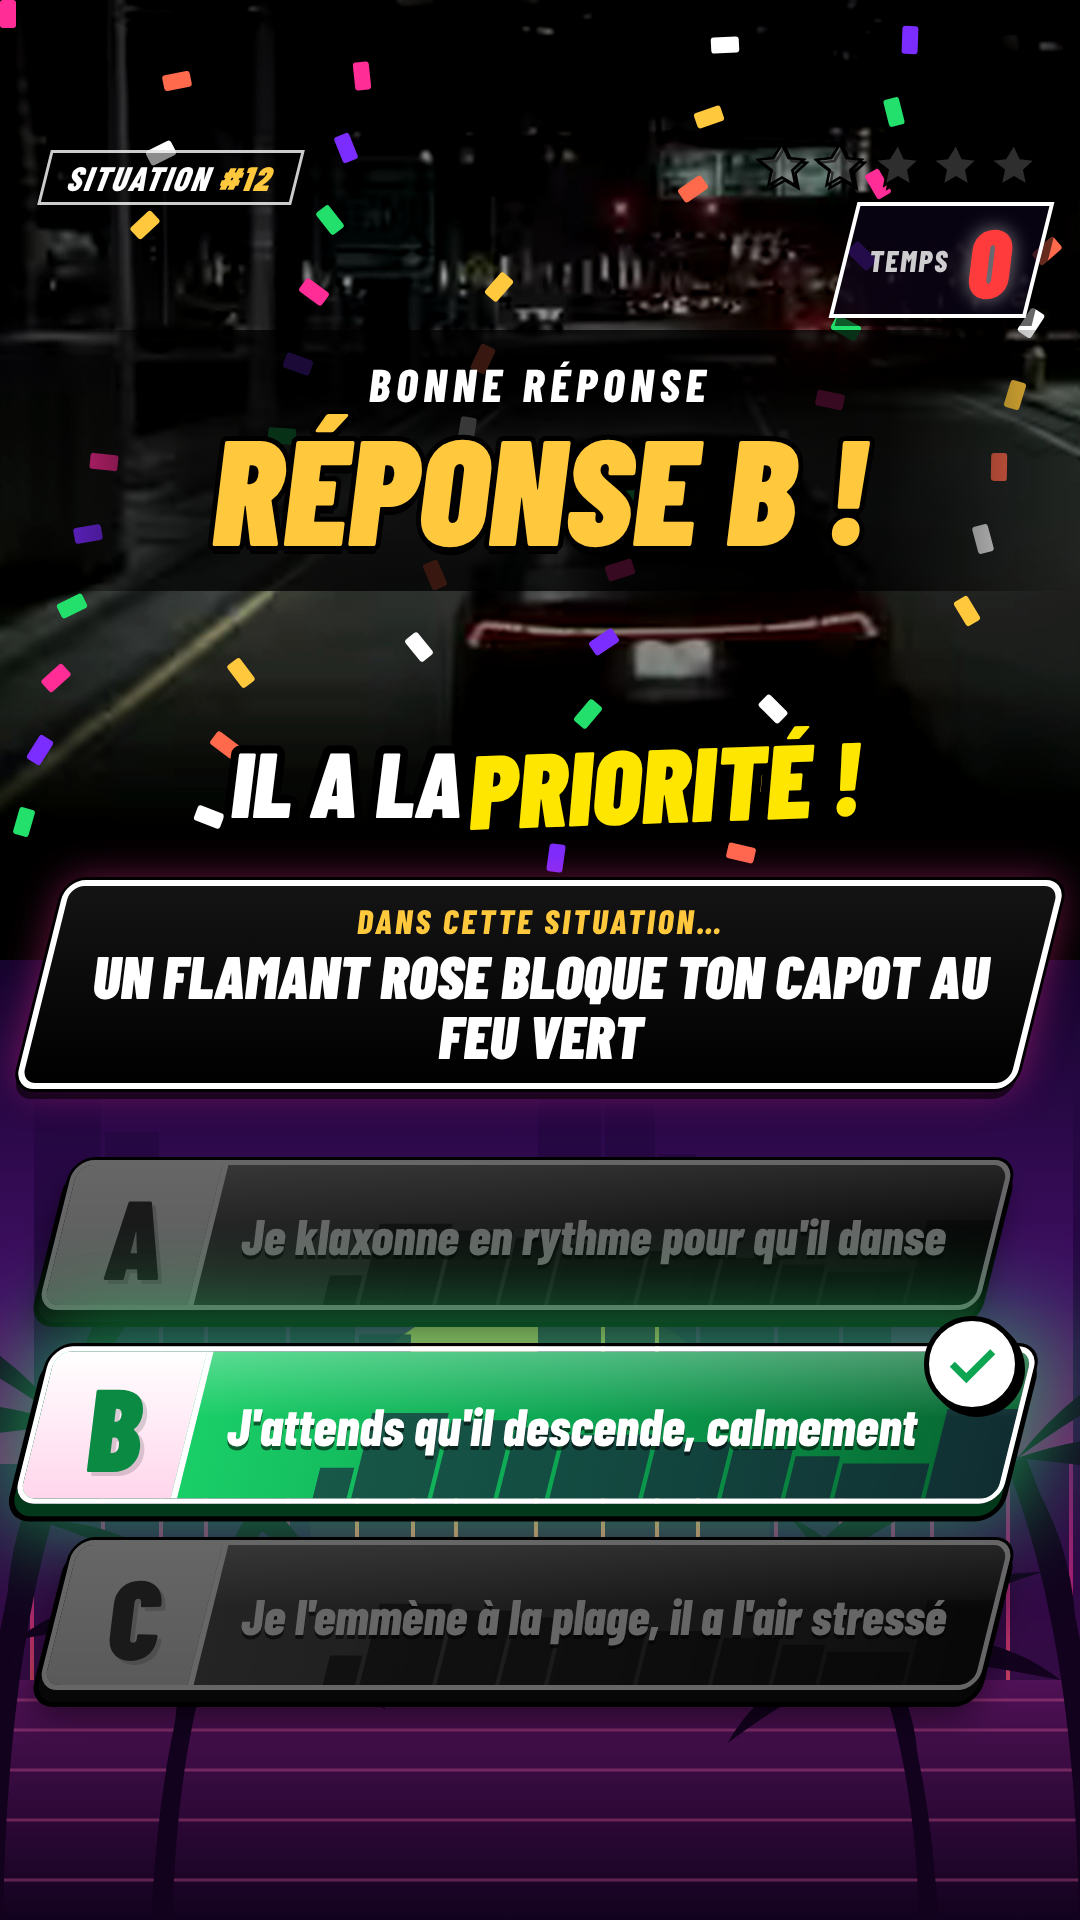 SITUATION #12
TEMPS 0
BONNE RÉPONSE
RÉPONSE B !
IL A LA PRIORITÉ !
DANS CETTE SITUATION...
UN FLAMANT ROSE BLOQUE TON CAPOT AU
FEU VERT
A Je klaxonne en rythme pour qu'il danse
B J'attends qu'il descende, calmement
C Je l'emmène à la plage, il a l'air stressé